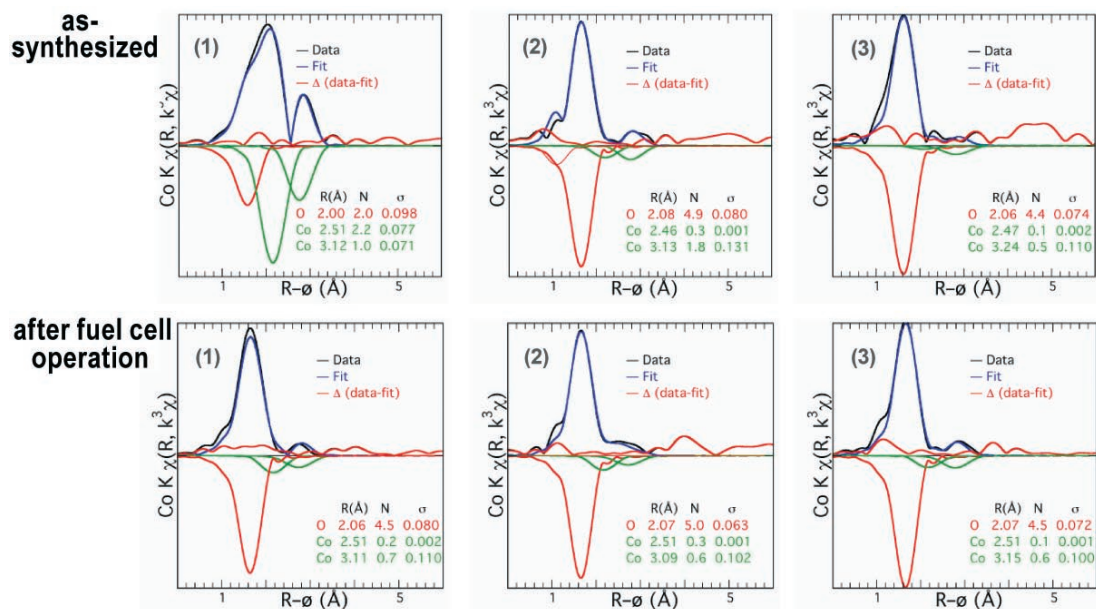 as-
synthesized
(1)
— Data
— Fit
— Δ (data-fit)
Co K χ(R, k³χ)
R(Å) N σ
O 2.00 2.0 0.098
Co 2.51 2.2 0.077
Co 3.12 1.0 0.071
1 5
R–ø (Å)
(2)
— Data
— Fit
— Δ (data-fit)
Co K χ(R, k³χ)
R(Å) N σ
O 2.08 4.9 0.080
Co 2.46 0.3 0.001
Co 3.13 1.8 0.131
1 5
R–ø (Å)
(3)
— Data
— Fit
— Δ (data-fit)
Co K χ(R, k³χ)
R(Å) N σ
O 2.06 4.4 0.074
Co 2.47 0.1 0.002
Co 3.24 0.5 0.110
1 5
R–ø (Å)
after fuel cell
operation
(1)
— Data
— Fit
— Δ (data-fit)
Co K χ(R, k³χ)
R(Å) N σ
O 2.06 4.5 0.080
Co 2.51 0.2 0.002
Co 3.11 0.7 0.110
1 5
R–ø (Å)
(2)
— Data
— Fit
— Δ (data-fit)
Co K χ(R, k³χ)
R(Å) N σ
O 2.07 5.0 0.063
Co 2.51 0.3 0.001
Co 3.09 0.6 0.102
1 5
R–ø (Å)
(3)
— Data
— Fit
— Δ (data-fit)
Co K χ(R, k³χ)
R(Å) N σ
O 2.07 4.5 0.072
Co 2.51 0.1 0.001
Co 3.15 0.6 0.100
1 5
R–ø (Å)